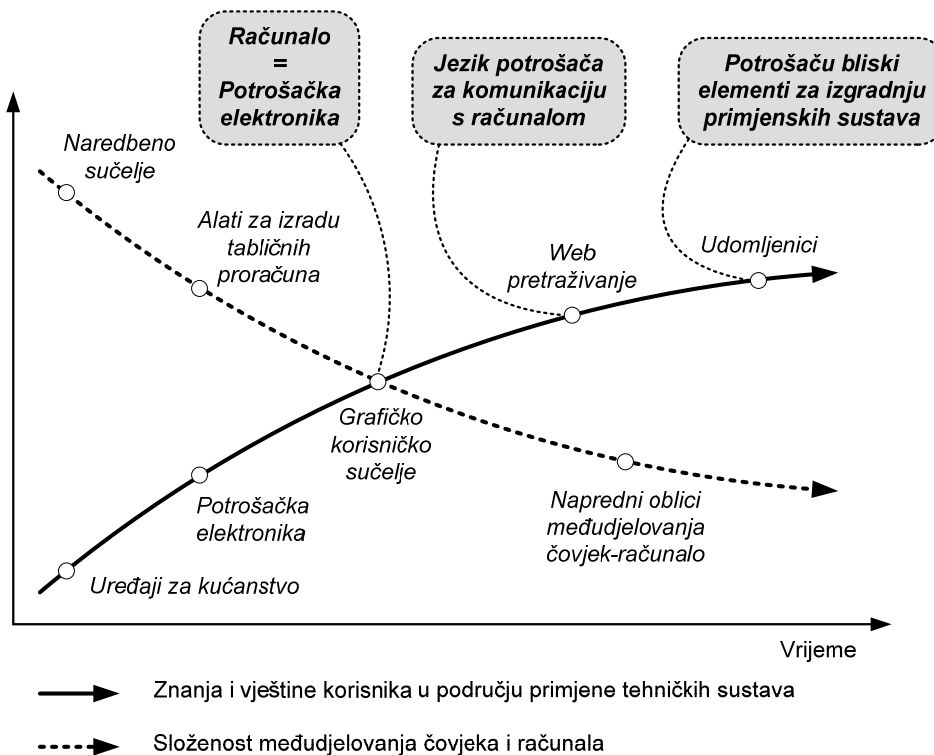 Računalo
=
Potrošačka
elektronika
Jezik potrošača
za komunikaciju
s računalom
Potrošaču bliski
elementi za izgradnju
primjenskih sustava
Naredbeno
sučelje
Alati za izradu
tabličnih
proračuna
Web
pretraživanje
Udomljenici
Grafičko
korisničko
sučelje
Potrošačka
elektronika
Napredni oblici
međudjelovanja
čovjek-računalo
Uređaji za kućanstvo
Vrijeme
Znanja i vještine korisnika u području primjene tehničkih sustava
Složenost međudjelovanja čovjeka i računala